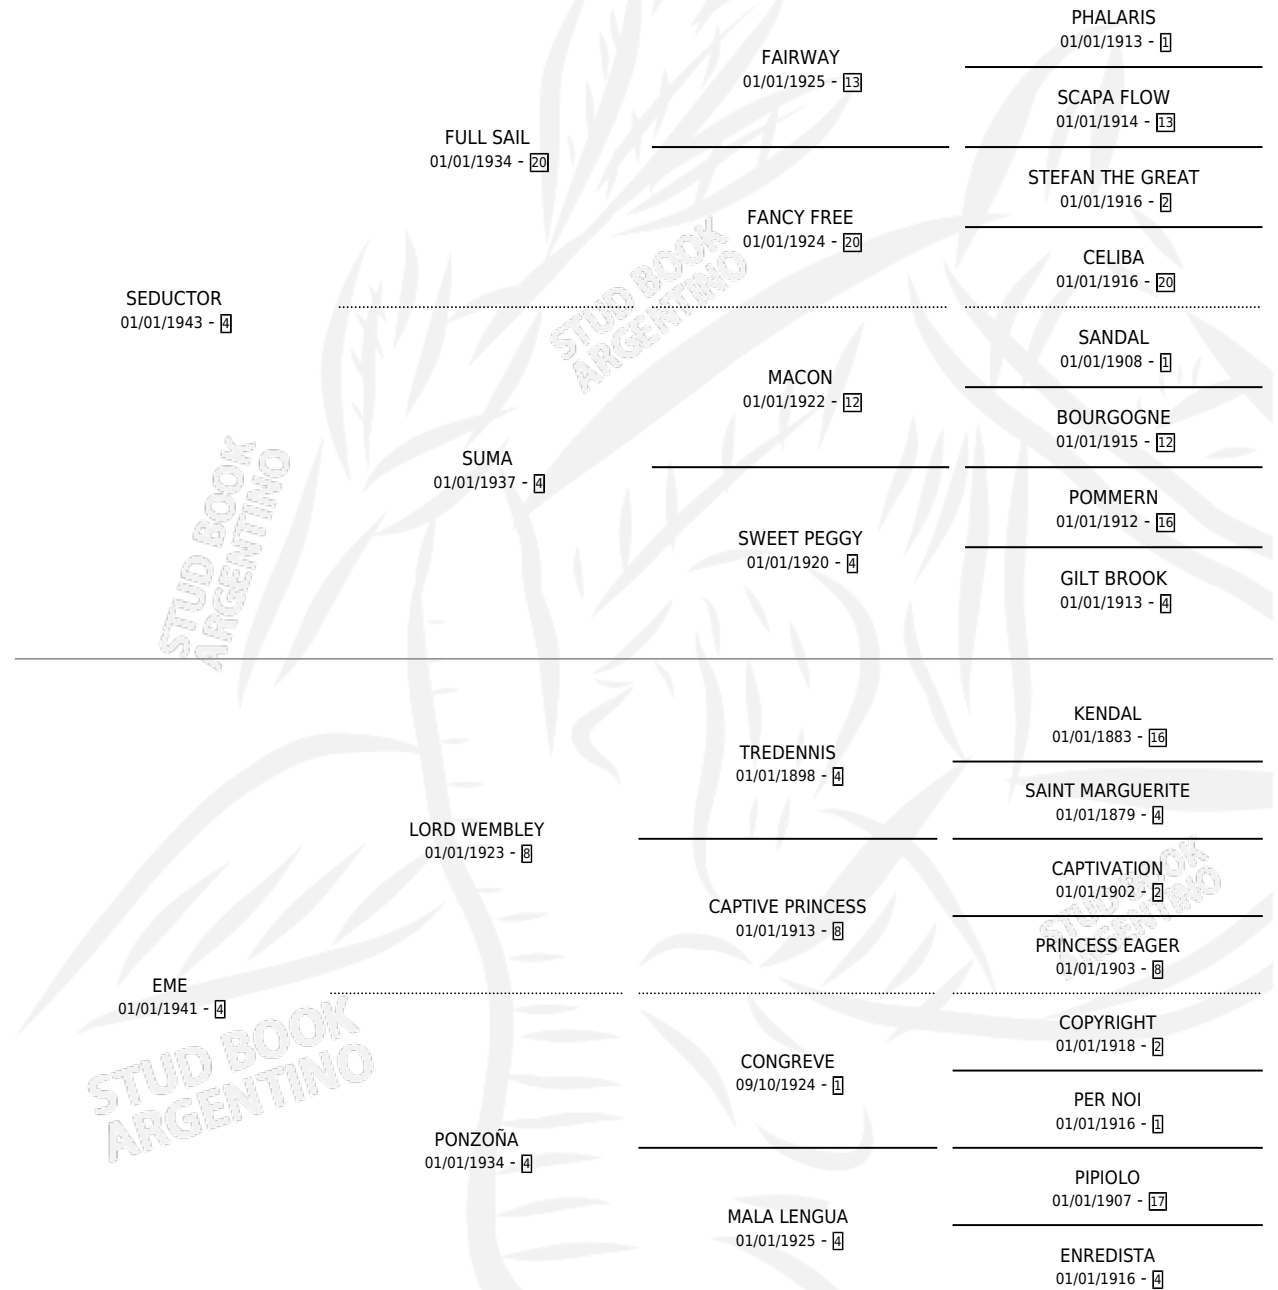 PHALARIS
01/01/1913 - 1
FAIRWAY
01/01/1925 - 13
SCAPA FLOW
01/01/1914 - 13
FULL SAIL
01/01/1934 - 20
STEFAN THE GREAT
01/01/1916 - 2
FANCY FREE
01/01/1924 - 20
CELIBA
01/01/1916 - 20
SEDUCTOR
01/01/1943 - 4
STUD BOOK
ARGENTINO
SANDAL
01/01/1908 - 1
MACON
01/01/1922 - 12
BOURGOGNE
01/01/1915 - 12
SUMA
01/01/1937 - 4
POMMERN
01/01/1912 - 16
SWEET PEGGY
01/01/1920 - 4
GILT BROOK
01/01/1913 - 4
STUD BOOK
ARGENTINO
KENDAL
01/01/1883 - 16
TREDENNIS
01/01/1898 - 4
SAINT MARGUERITE
01/01/1879 - 4
LORD WEMBLEY
01/01/1923 - 8
CAPTIVATION
01/01/1902 - 2
CAPTIVE PRINCESS
01/01/1913 - 8
STUD BOOK
ARGENTINO
PRINCESS EAGER
01/01/1903 - 8
EME
01/01/1941 - 4
COPYRIGHT
01/01/1918 - 2
CONGREVE
09/10/1924 - 1
PER NOI
01/01/1916 - 1
STUD BOOK
ARGENTINO
PONZOÑA
01/01/1934 - 4
PIPIOLO
01/01/1907 - 17
MALA LENGUA
01/01/1925 - 4
ENREDISTA
01/01/1916 - 4